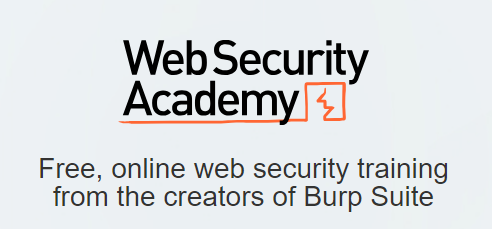 Web Security
Academy
Free, online web security training
from the creators of Burp Suite